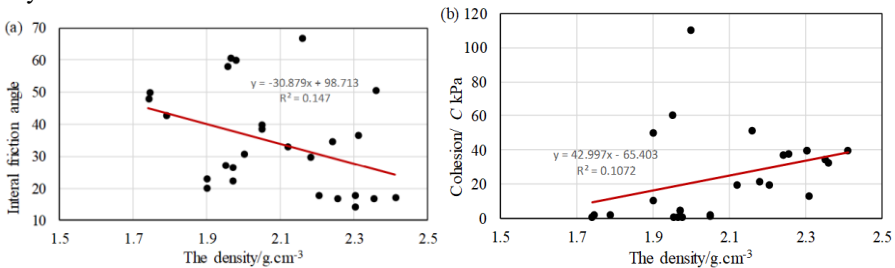 (a)
70
60
50
40
30
20
10
Interal friction angle
y = -30.879x + 98.713
R² = 0.147
1.5
1.7
1.9
2.1
2.3
2.5
The density/g.cm⁻³
(b)
120
100
80
60
40
20
0
Cohesion/ C kPa
y = 42.997x - 65.403
R² = 0.1072
1.5
1.7
1.9
2.1
2.3
2.5
The density/g.cm⁻³